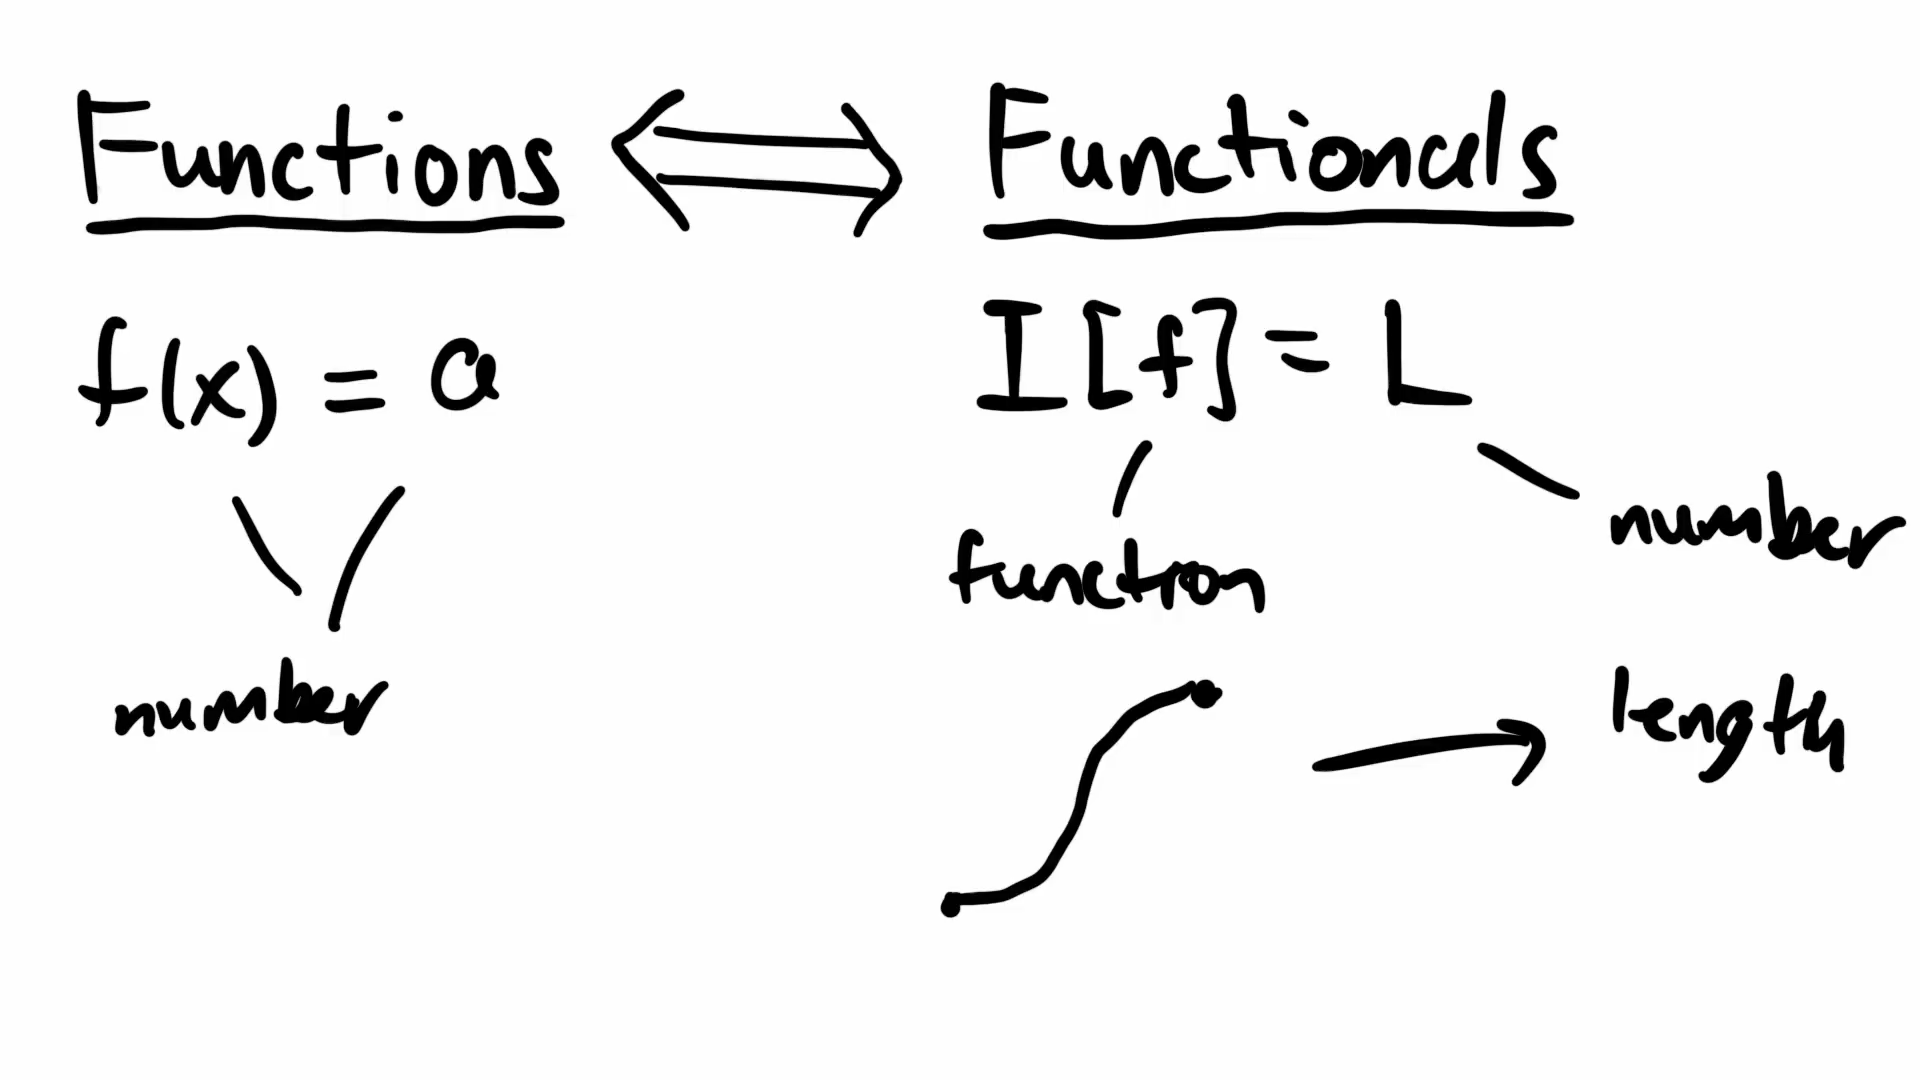 Functions ⟺ Functionals
f(x) = a
I[f] = L
function
number
number
length